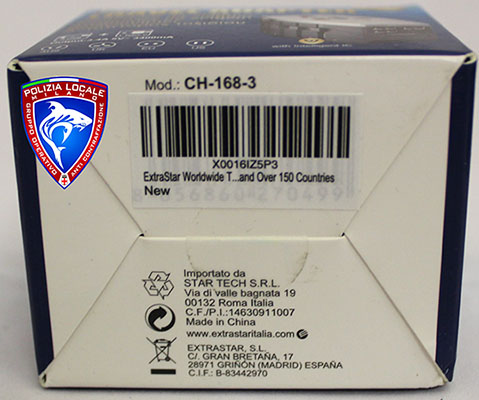 POLIZIA LOCALE
MILANO
GRUPPO OPERATIVO
ANTI CONTRAFFAZIONE
Mod.: CH-168-3
X0016IZ5P3
ExtraStar Worldwide T...and Over 150 Countries
New
Importato da
STAR TECH S.R.L.
Via di valle bagnata 19
00132 Roma Italia
C.F./P.I.:14630911007
Made in China
www.extrastaritalia.com
EXTRASTAR, S.L.
C/. GRAN BRETAÑA, 17
28971 GRIÑÓN (MADRID) ESPAÑA
C.I.F.: B-83442970